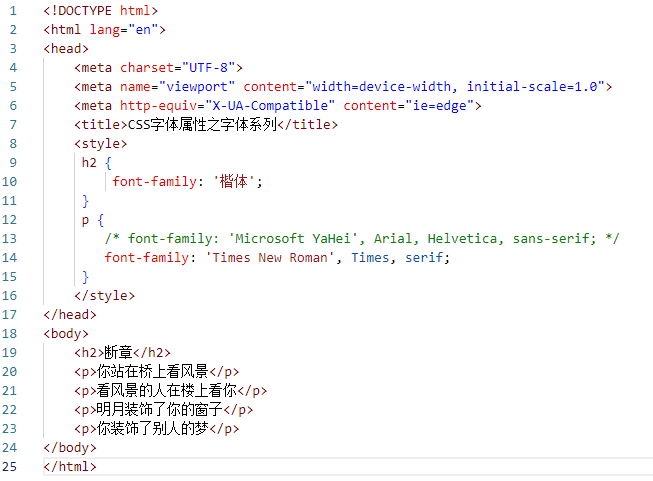 1 <!DOCTYPE html>
2 <html lang="en">
3 <head>
4 <meta charset="UTF-8">
5 <meta name="viewport" content="width=device-width, initial-scale=1.0">
6 <meta http-equiv="X-UA-Compatible" content="ie=edge">
7 <title>CSS字体属性之字体系列</title>
8 <style>
9 h2 {
10 font-family: '楷体';
11 }
12 p {
13 /* font-family: 'Microsoft YaHei', Arial, Helvetica, sans-serif; */
14 font-family: 'Times New Roman', Times, serif;
15 }
16 </style>
17 </head>
18 <body>
19 <h2>断章</h2>
20 <p>你站在桥上看风景</p>
21 <p>看风景的人在楼上看你</p>
22 <p>明月装饰了你的窗子</p>
23 <p>你装饰了别人的梦</p>
24 </body>
25 </html>